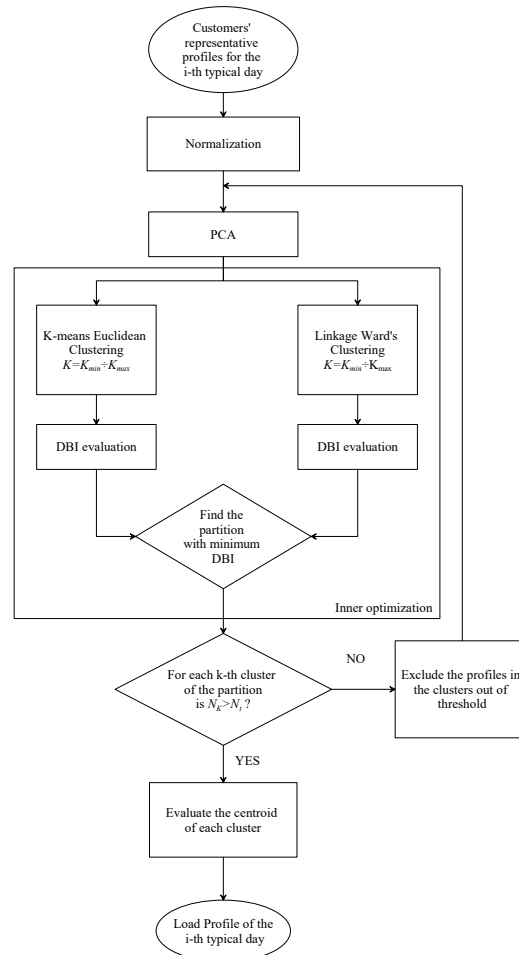 Customers'
representative
profiles for the
i-th typical day
Normalization
PCA
K-means Euclidean
Clustering
K=Kmin÷Kmax
Linkage Ward's
Clustering
K=Kmin÷Kmax
DBI evaluation
DBI evaluation
Find the
partition
with minimum
DBI
Inner optimization
For each k-th cluster
of the partition
is NK>Nt ?
NO
Exclude the profiles in
the clusters out of
threshold
YES
Evaluate the centroid
of each cluster
Load Profile of the
i-th typical day